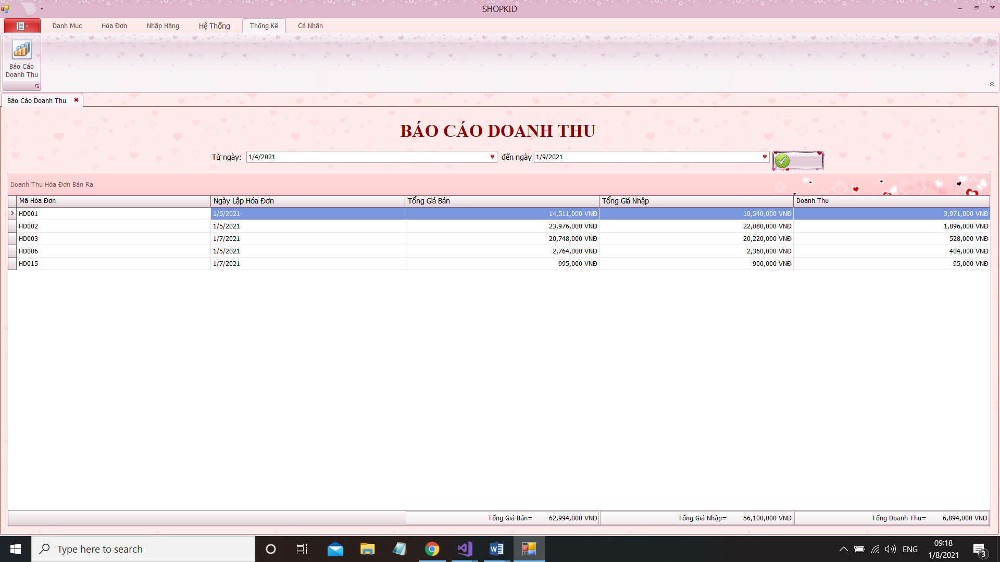 SHOPKID
Danh Mục Hóa Đơn Nhập Hàng Hệ Thống Thống Kê Cá Nhân
Báo Cáo
Doanh Thu
Báo Cáo Doanh Thu
BÁO CÁO DOANH THU
Từ ngày: 1/4/2021 đến ngày 1/9/2021
Doanh Thu Hóa Đơn Bán Ra
Mã Hóa Đơn Ngày Lập Hóa Đơn Tổng Giá Bán Tổng Giá Nhập Doanh Thu
HD001 1/5/2021 14,511,000 VNĐ 10,540,000 VNĐ 3,971,000 VNĐ
HD002 1/5/2021 23,976,000 VNĐ 22,080,000 VNĐ 1,896,000 VNĐ
HD003 1/7/2021 20,748,000 VNĐ 20,220,000 VNĐ 528,000 VNĐ
HD006 1/5/2021 2,764,000 VNĐ 2,360,000 VNĐ 404,000 VNĐ
HD015 1/7/2021 995,000 VNĐ 900,000 VNĐ 95,000 VNĐ
Tổng Giá Bán= 62,994,000 VNĐ Tổng Giá Nhập= 56,100,000 VNĐ Tổng Doanh Thu= 6,894,000 VNĐ
Type here to search
ENG
09:18
1/8/2021
3